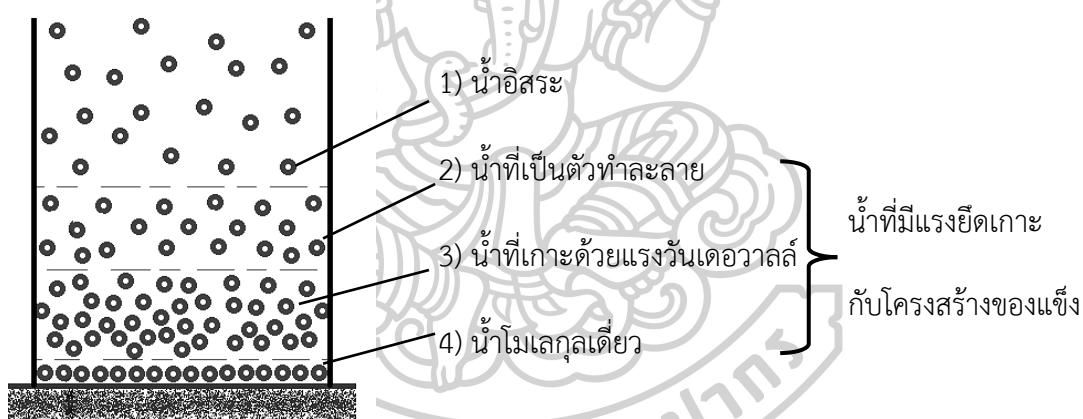 1) น้ำอิสระ
2) น้ำที่เป็นตัวทำละลาย
3) น้ำที่เกาะด้วยแรงวันเดอวาลล์
4) น้ำโมเลกุลเดี่ยว
น้ำที่มีแรงยึดเกาะ
กับโครงสร้างของแข็ง